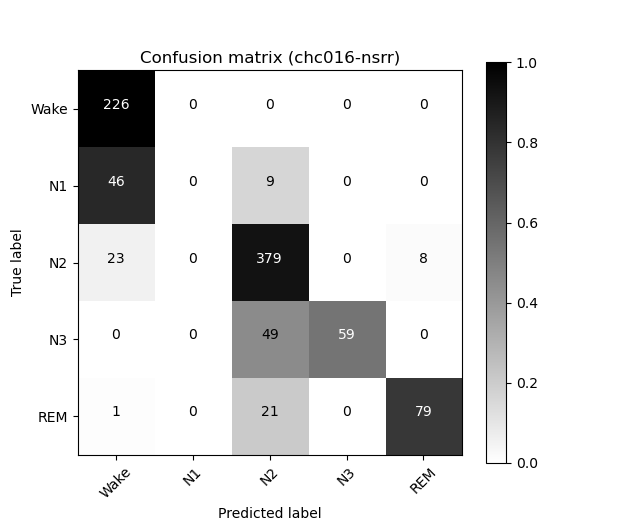 Confusion matrix (chc016-nsrr)
True label
Wake 226 0 0 0 0
N1 46 0 9 0 0
N2 23 0 379 0 8
N3 0 0 49 59 0
REM 1 0 21 0 79
Wake N1 N2 N3 REM
Predicted label
1.0
0.8
0.6
0.4
0.2
0.0